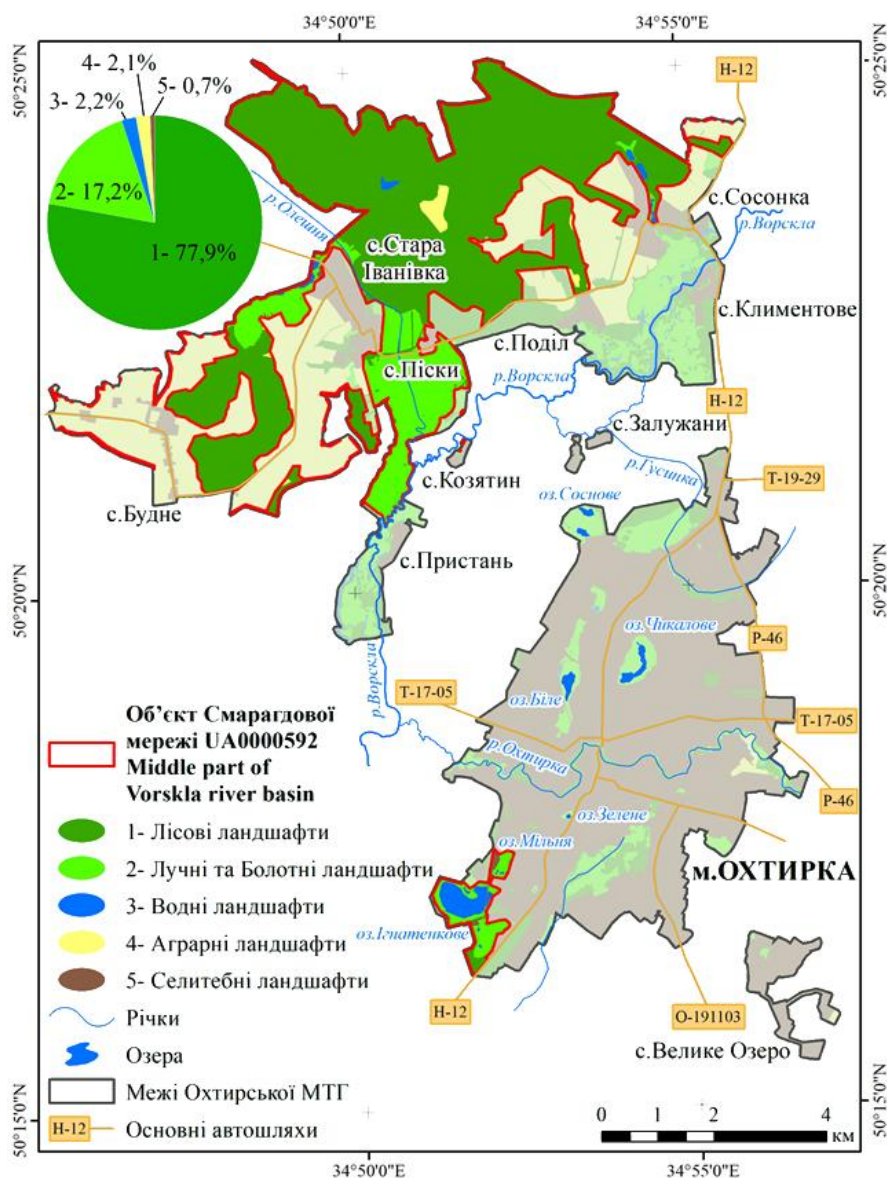 34°50'0"E
34°55'0"E
50°25'0"N
50°25'0"N
4- 2,1%
5- 0,7%
3- 2,2%
2- 17,2%
1- 77,9%
Н-12
р.Олешня
с.Сосонка
р.Ворскла
с.Стара
Іванівка
с.Климентове
с.Поділ
с.Піски
р.Ворскла
Н-12
с.Залужани
р.Гусинка
Т-19-29
с.Козятин
оз.Соснове
с.Будне
с.Пристань
50°20'0"N
50°20'0"N
оз.Чикалове
Р-46
оз.Біле
р.Ворскла
Т-17-05
Т-17-05
р.Охтирка
Р-46
оз.Зелене
оз.Мільня
м.ОХТИРКА
оз.Ігнатенкове
Н-12
О-191103
с.Велике Озеро
Об’єкт Смарагдової
мережі UA0000592
Middle part of
Vorskla river basin
1- Лісові ландшафти
2- Лучні та Болотні ландшафти
3- Водні ландшафти
4- Аграрні ландшафти
5- Селитебні ландшафти
Річки
Озера
Межі Охтирської МТГ
Н-12 Основні автошляхи
0 1 2 4
км
50°15'0"N
50°15'0"N
34°50'0"E
34°55'0"E